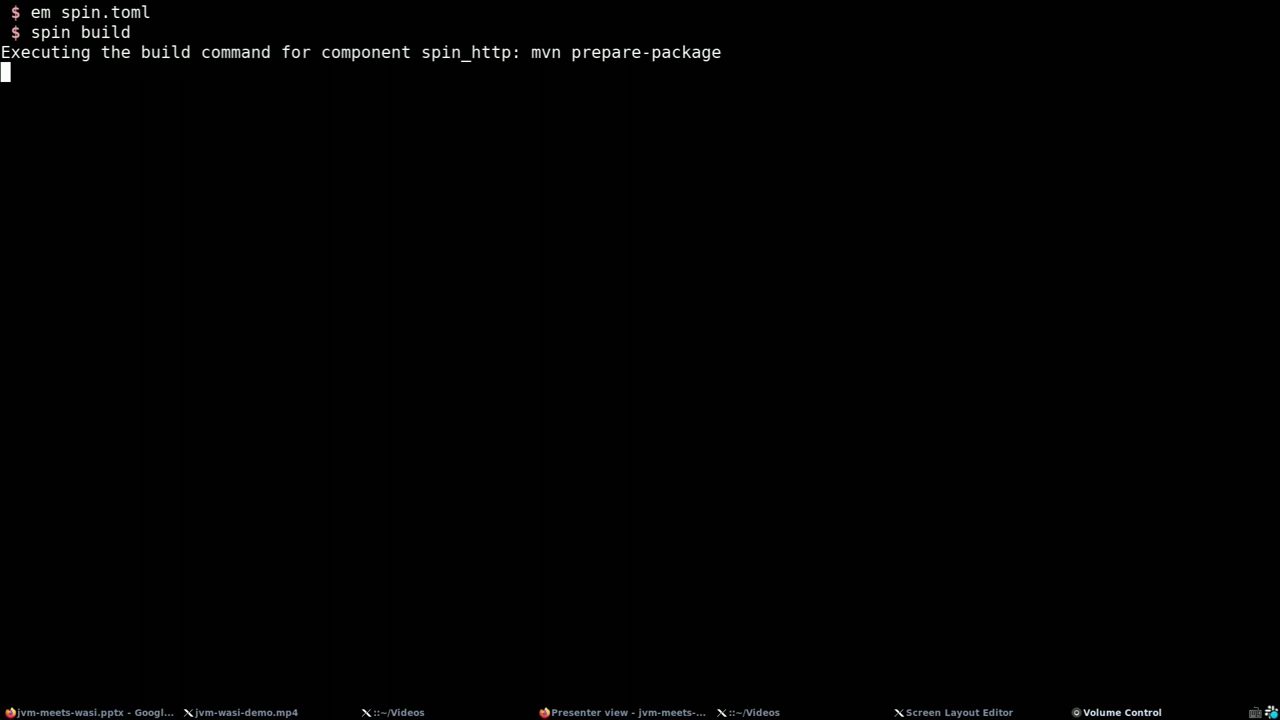 $ em spin.toml
$ spin build
Executing the build command for component spin_http: mvn prepare-package
jvm-meets-wasi.pptx - Googl... jvm-wasi-demo.mp4 ::~/Videos Presenter view - jvm-meets-... ::~/Videos Screen Layout Editor Volume Control